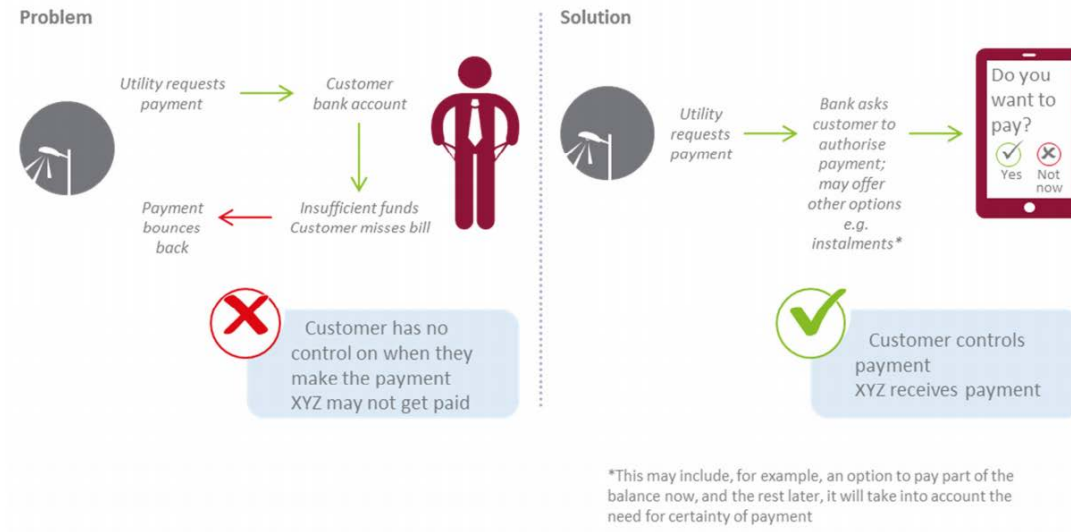 Problem
Utility requests
payment
Customer
bank account
Insufficient funds
Customer misses bill
Payment
bounces
back
Customer has no
control on when they
make the payment
XYZ may not get paid
Solution
Utility
requests
payment
Bank asks
customer to
authorise
payment;
may offer
other options
e.g.
instalments*
Do you
want to
pay?
Yes
Not
now
Customer controls
payment
XYZ receives payment
*This may include, for example, an option to pay part of the
balance now, and the rest later, it will take into account the
need for certainty of payment